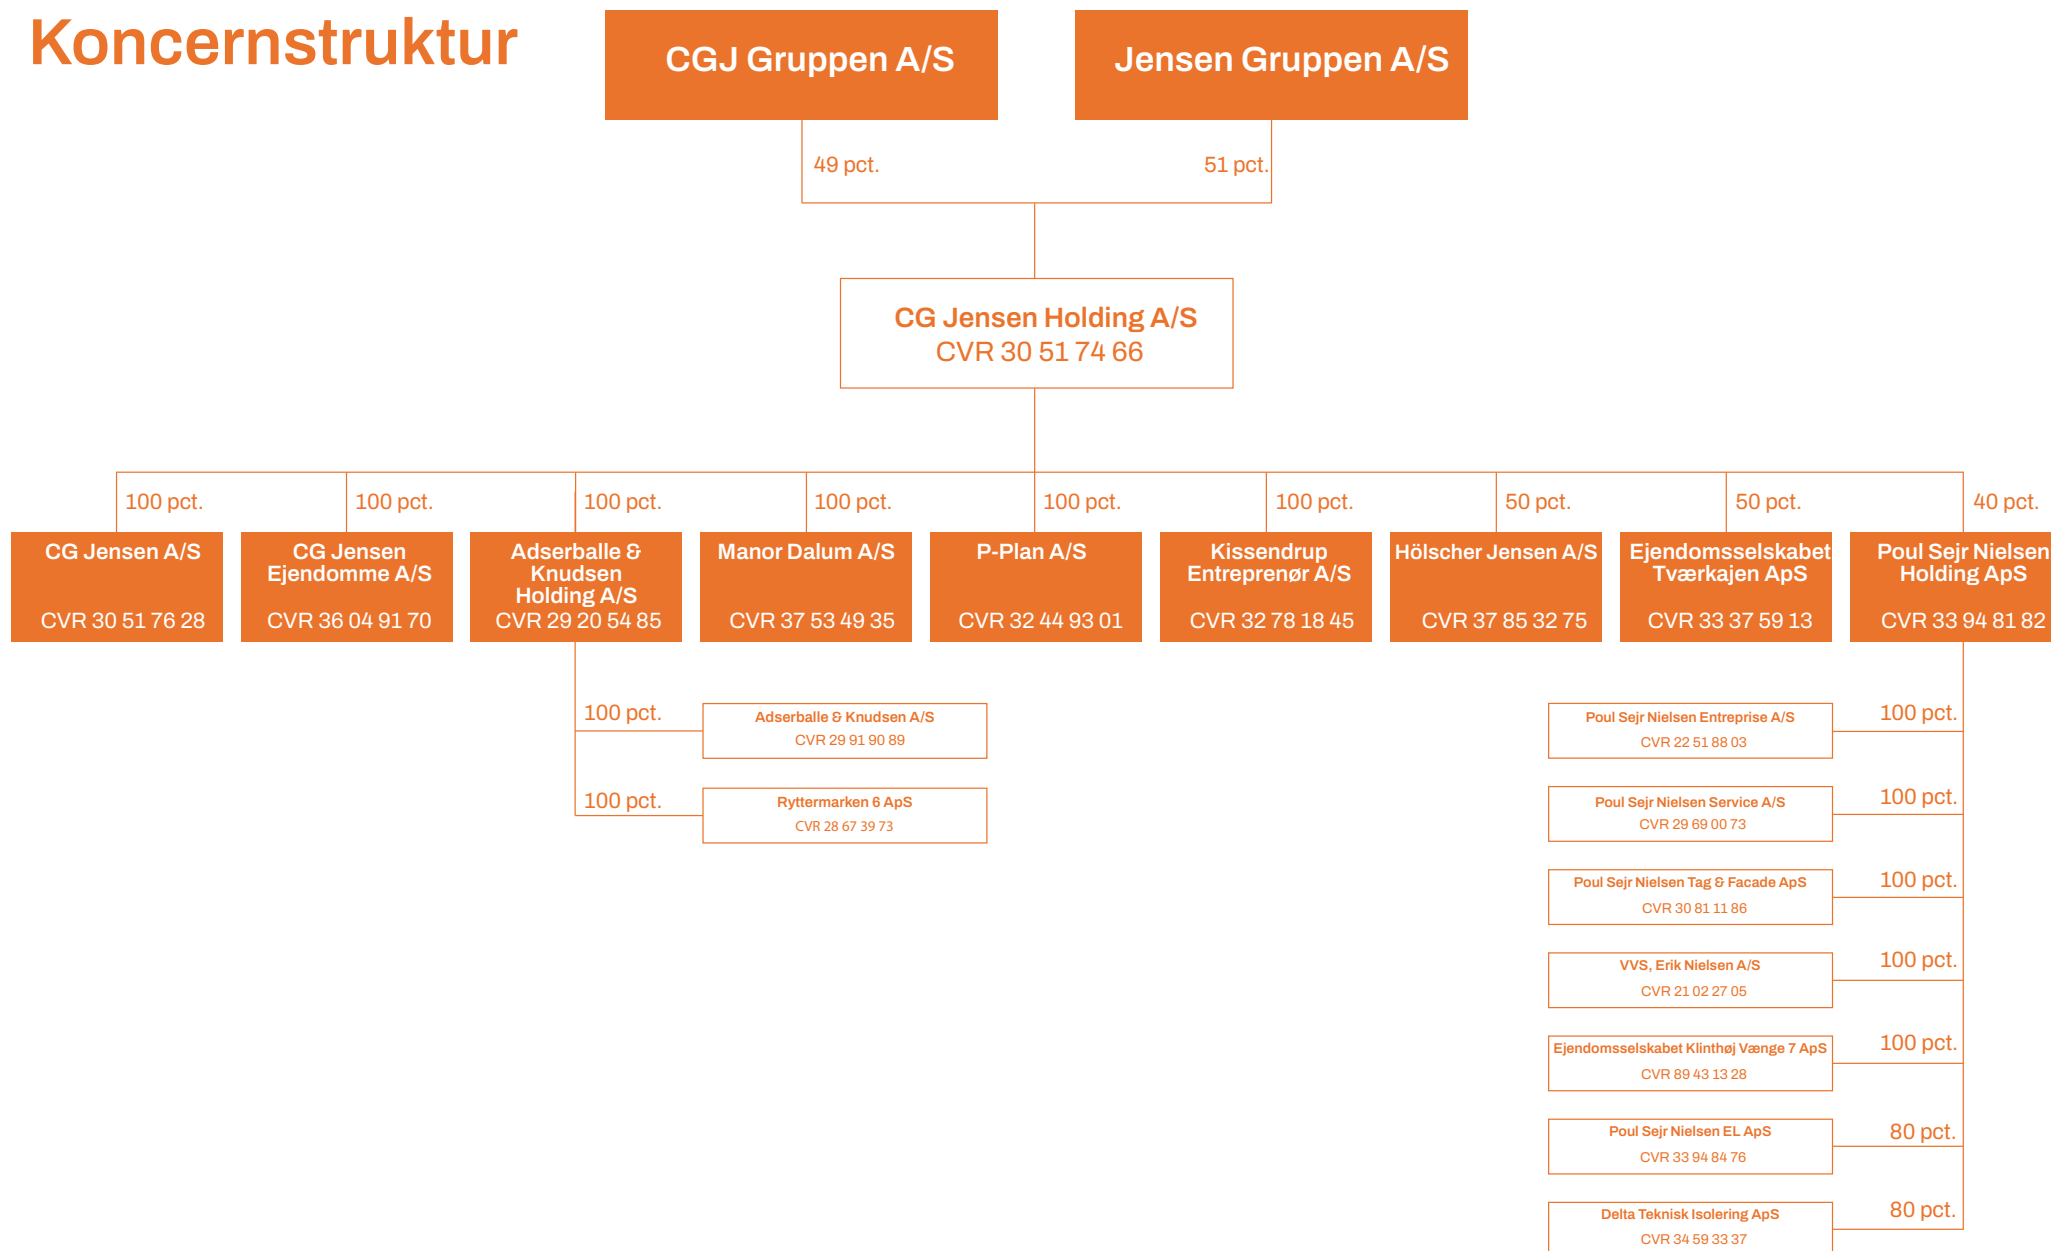 Koncernstruktur
CGJ Gruppen A/S
Jensen Gruppen A/S
49 pct.
51 pct.
CG Jensen Holding A/S
CVR 30 51 74 66
100 pct.
100 pct.
100 pct.
100 pct.
100 pct.
100 pct.
50 pct.
50 pct.
40 pct.
CG Jensen A/S
CVR 30 51 76 28
CG Jensen
Ejendomme A/S
CVR 36 04 91 70
Adserballe &
Knudsen
Holding A/S
CVR 29 20 54 85
Manor Dalum A/S
CVR 37 53 49 35
P-Plan A/S
CVR 32 44 93 01
Kissendrup
Entreprenør A/S
CVR 32 78 18 45
Hölscher Jensen A/S
CVR 37 85 32 75
Ejendomsselskabet
Tværkajen ApS
CVR 33 37 59 13
Poul Sejr Nielsen
Holding ApS
CVR 33 94 81 82
100 pct.
Adserballe & Knudsen A/S
CVR 29 91 90 89
100 pct.
Ryttermarken 6 ApS
CVR 28 67 39 73
Poul Sejr Nielsen Entreprise A/S
CVR 22 51 88 03
100 pct.
Poul Sejr Nielsen Service A/S
CVR 29 69 00 73
100 pct.
Poul Sejr Nielsen Tag & Facade ApS
CVR 30 81 11 86
100 pct.
VVS, Erik Nielsen A/S
CVR 21 02 27 05
100 pct.
Ejendomsselskabet Klinthøj Vænge 7 ApS
CVR 89 43 13 28
100 pct.
Poul Sejr Nielsen EL ApS
CVR 33 94 84 76
80 pct.
Delta Teknisk Isolering ApS
CVR 34 59 33 37
80 pct.